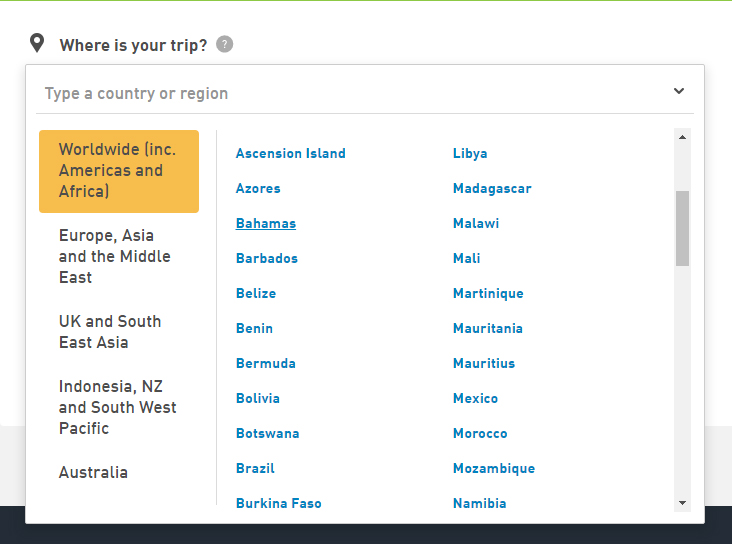 Where is your trip? ?
Type a country or region
Worldwide (inc.
Americas and
Africa)
Europe, Asia
and the Middle
East
UK and South
East Asia
Indonesia, NZ
and South West
Pacific
Australia
Ascension Island
Azores
Bahamas
Barbados
Belize
Benin
Bermuda
Bolivia
Botswana
Brazil
Burkina Faso
Libya
Madagascar
Malawi
Mali
Martinique
Mauritania
Mauritius
Mexico
Morocco
Mozambique
Namibia